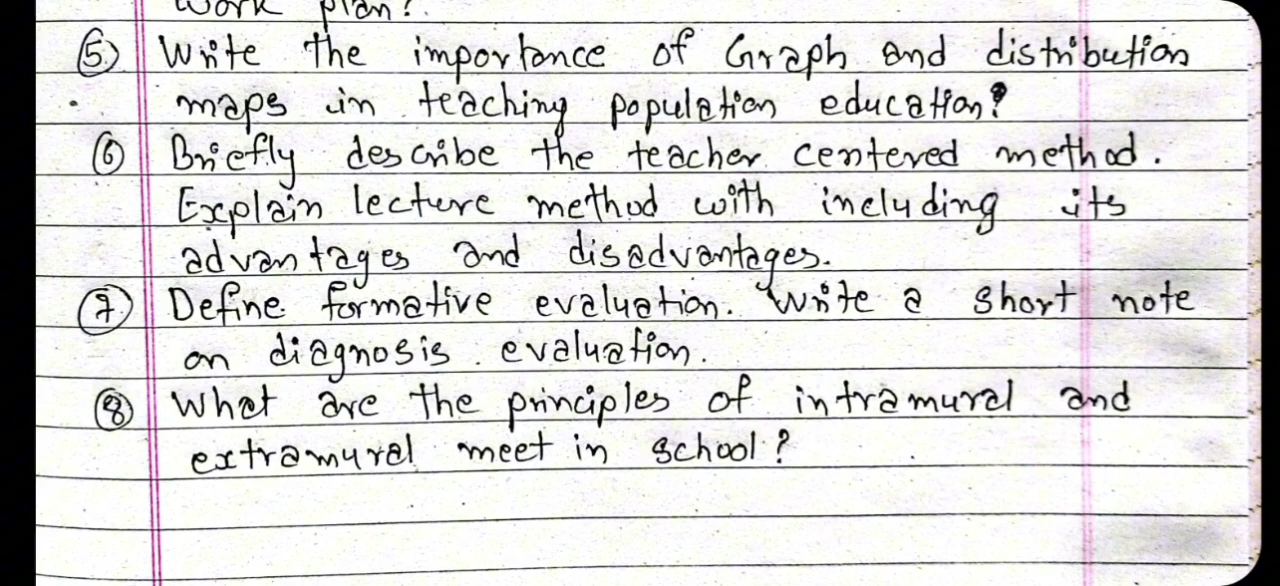 work plan?
⑤ Write the importance of Graph and distribution
maps in teaching population education?
⑥ Briefly describe the teacher centered method.
Explain lecture method with including its
advantages and disadvantages.
⑦ Define formative evaluation. Write a short note
on diagnosis evaluation.
⑧ What are the principles of intramural and
extramural meet in school?